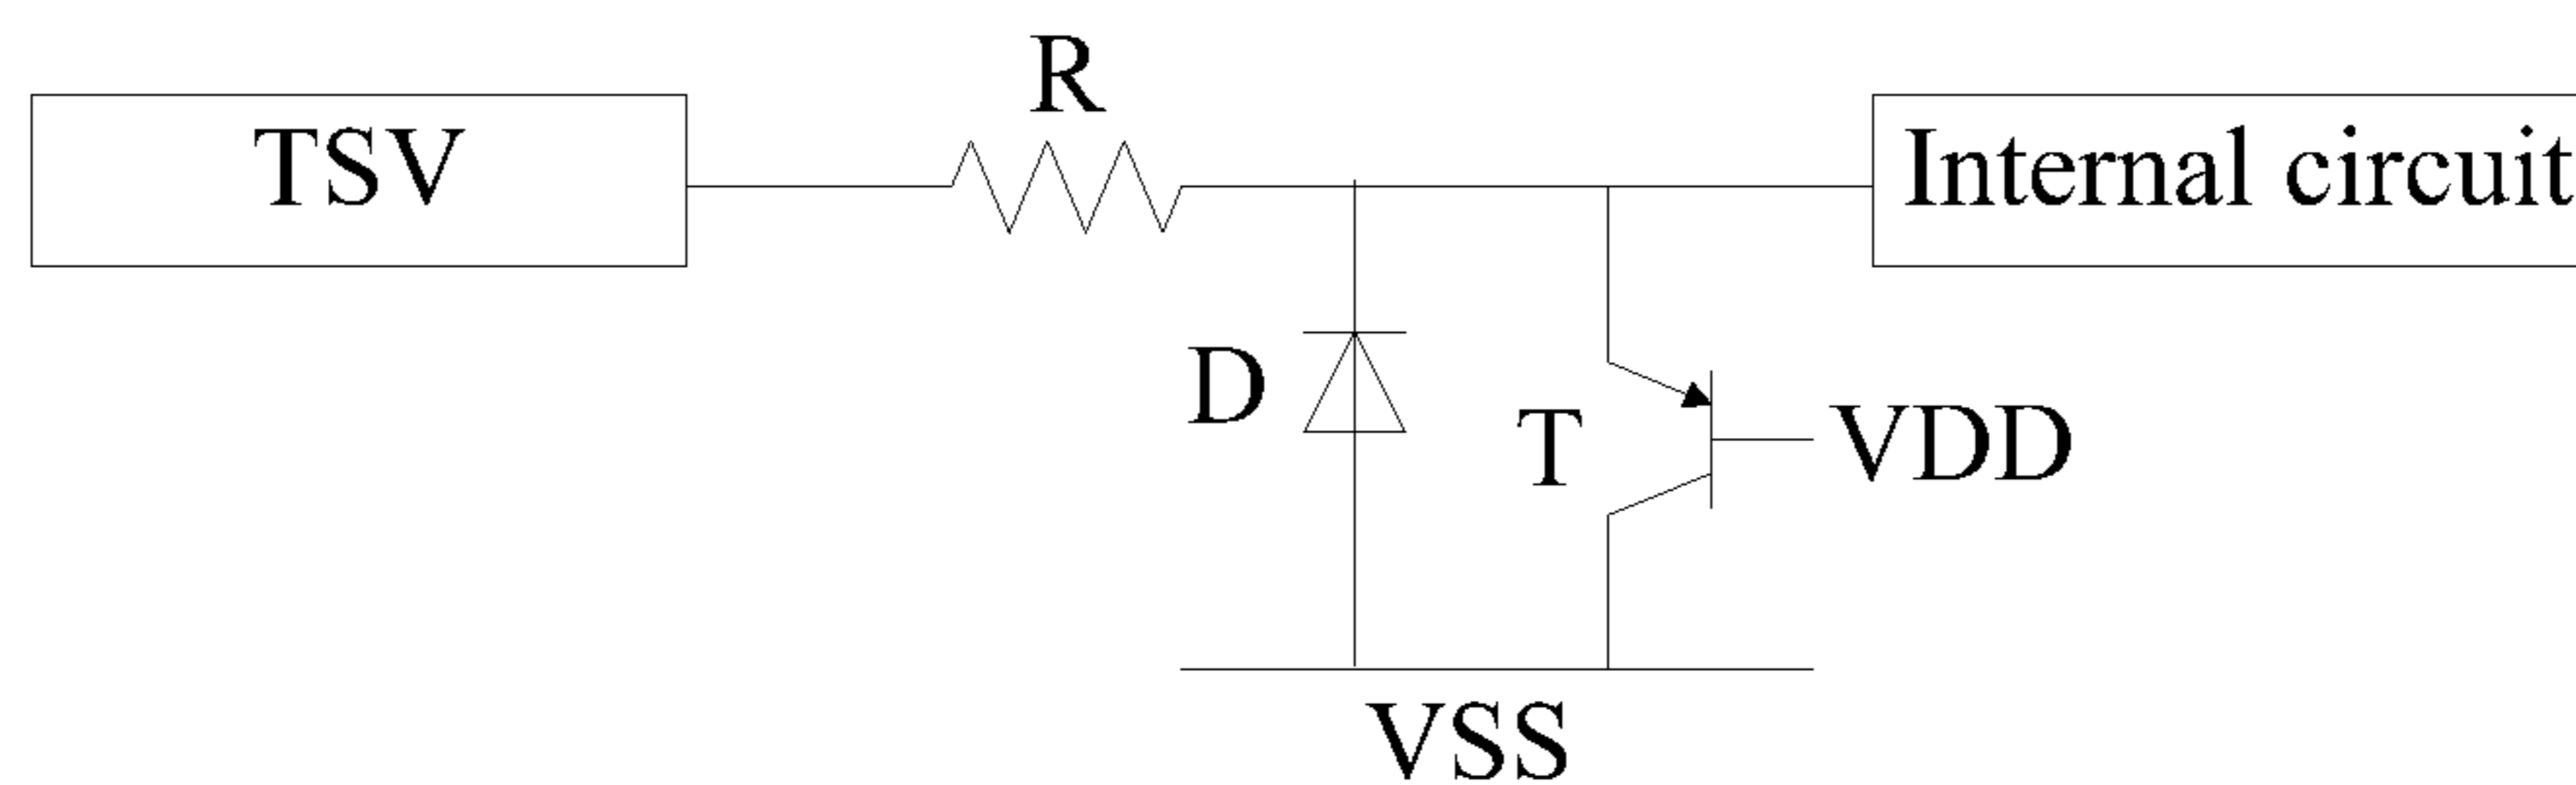 R
TSV
Internal circuit
D
T
VDD
VSS